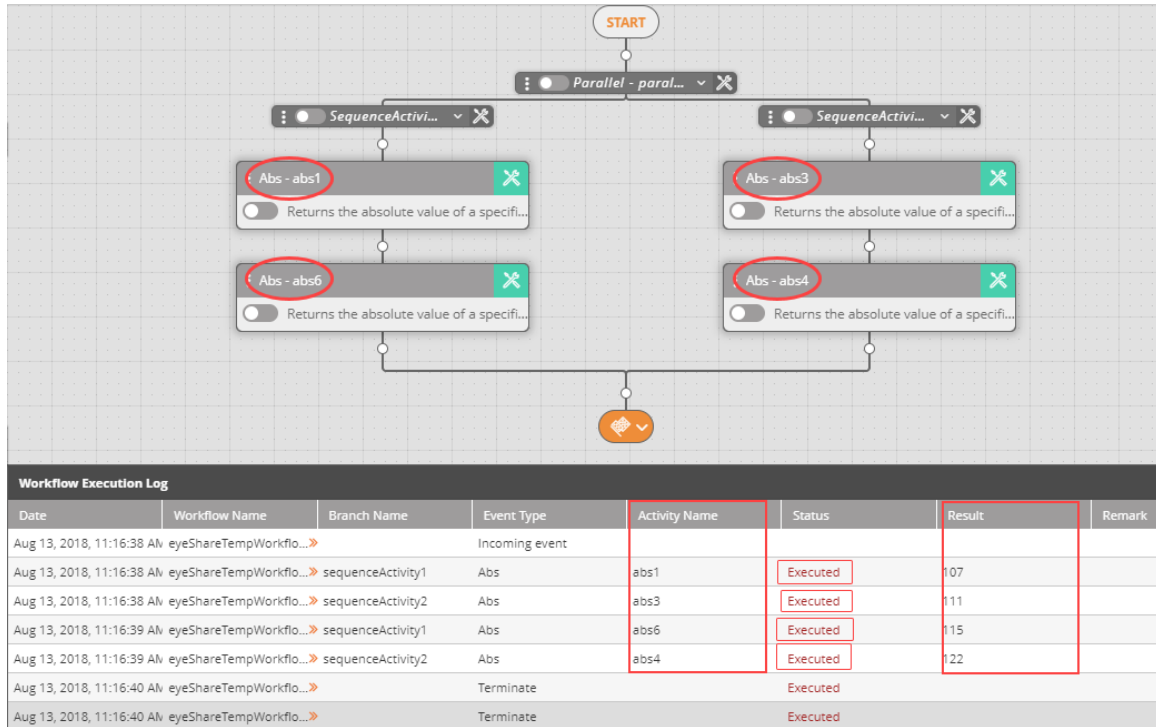 START
Parallel - paral...
SequenceActivi...
SequenceActivi...
Abs - abs1
Returns the absolute value of a specifi...
Abs - abs3
Returns the absolute value of a specifi...
Abs - abs6
Returns the absolute value of a specifi...
Abs - abs4
Returns the absolute value of a specifi...
Workflow Execution Log
Date Workflow Name Branch Name Event Type Activity Name Status Result Remark
Aug 13, 2018, 11:16:38 AM eyeShareTempWorkflo...» Incoming event
Aug 13, 2018, 11:16:38 AM eyeShareTempWorkflo...» sequenceActivity1 Abs abs1 Executed 107
Aug 13, 2018, 11:16:38 AM eyeShareTempWorkflo...» sequenceActivity2 Abs abs3 Executed 111
Aug 13, 2018, 11:16:39 AM eyeShareTempWorkflo...» sequenceActivity1 Abs abs6 Executed 115
Aug 13, 2018, 11:16:39 AM eyeShareTempWorkflo...» sequenceActivity2 Abs abs4 Executed 122
Aug 13, 2018, 11:16:40 AM eyeShareTempWorkflo...» Terminate Executed
Aug 13, 2018, 11:16:40 AM eyeShareTempWorkflo...» Terminate Executed